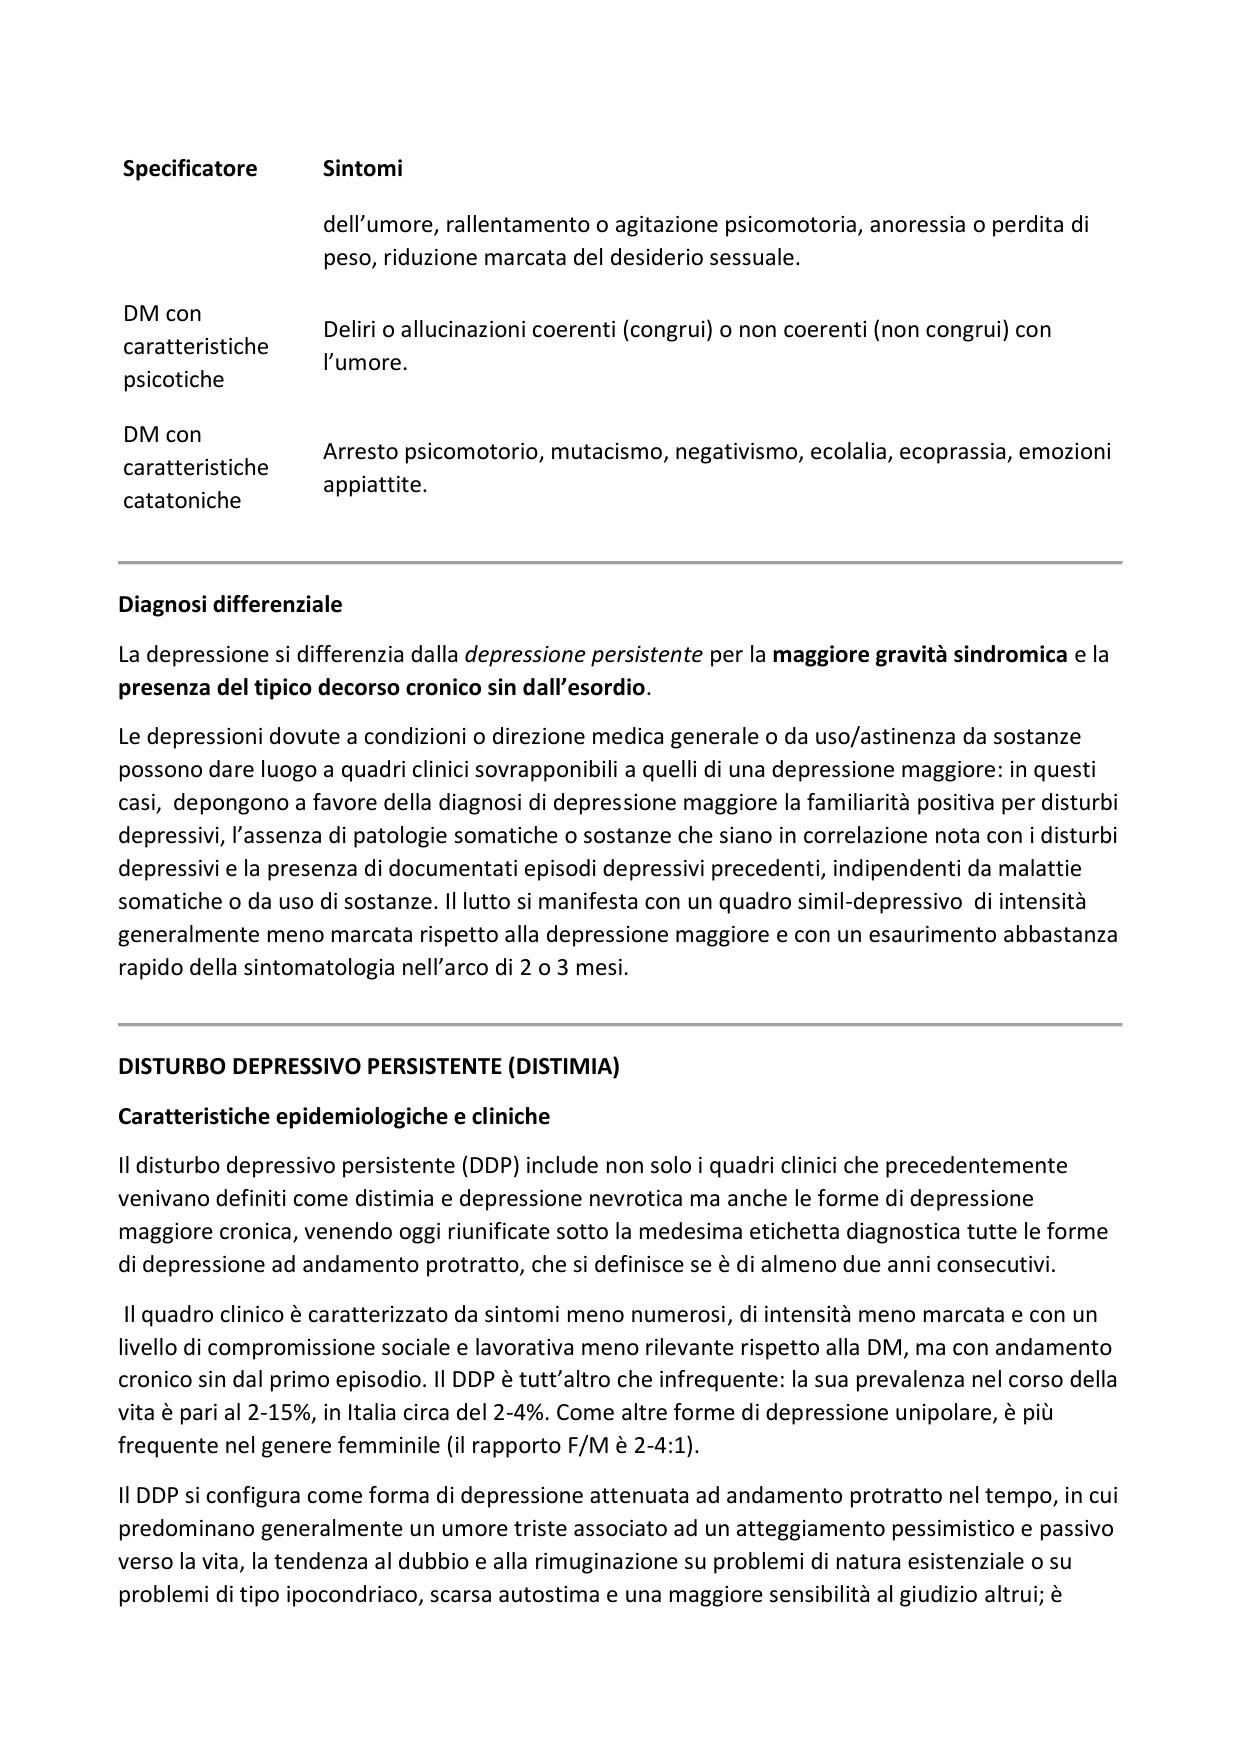 Specificatore Sintomi
dell’umore, rallentamento o agitazione psicomotoria, anoressia o perdita di
peso, riduzione marcata del desiderio sessuale.
DM con
caratteristiche
psicotiche
Deliri o allucinazioni coerenti (congrui) o non coerenti (non congrui) con
l’umore.
DM con
caratteristiche
catatoniche
Arresto psicomotorio, mutacismo, negativismo, ecolalia, ecoprassia, emozioni
appiattite.
Diagnosi differenziale
La depressione si differenzia dalla depressione persistente per la maggiore gravità sindromica e la
presenza del tipico decorso cronico sin dall’esordio.
Le depressioni dovute a condizioni o direzione medica generale o da uso/astinenza da sostanze
possono dare luogo a quadri clinici sovrapponibili a quelli di una depressione maggiore: in questi
casi,  depongono a favore della diagnosi di depressione maggiore la familiarità positiva per disturbi
depressivi, l’assenza di patologie somatiche o sostanze che siano in correlazione nota con i disturbi
depressivi e la presenza di documentati episodi depressivi precedenti, indipendenti da malattie
somatiche o da uso di sostanze. Il lutto si manifesta con un quadro simil-depressivo  di intensità
generalmente meno marcata rispetto alla depressione maggiore e con un esaurimento abbastanza
rapido della sintomatologia nell’arco di 2 o 3 mesi.
DISTURBO DEPRESSIVO PERSISTENTE (DISTIMIA)
Caratteristiche epidemiologiche e cliniche
Il disturbo depressivo persistente (DDP) include non solo i quadri clinici che precedentemente
venivano definiti come distimia e depressione nevrotica ma anche le forme di depressione
maggiore cronica, venendo oggi riunificate sotto la medesima etichetta diagnostica tutte le forme
di depressione ad andamento protratto, che si definisce se è di almeno due anni consecutivi.
Il quadro clinico è caratterizzato da sintomi meno numerosi, di intensità meno marcata e con un
livello di compromissione sociale e lavorativa meno rilevante rispetto alla DM, ma con andamento
cronico sin dal primo episodio. Il DDP è tutt’altro che infrequente: la sua prevalenza nel corso della
vita è pari al 2-15%, in Italia circa del 2-4%. Come altre forme di depressione unipolare, è più
frequente nel genere femminile (il rapporto F/M è 2-4:1).
Il DDP si configura come forma di depressione attenuata ad andamento protratto nel tempo, in cui
predominano generalmente un umore triste associato ad un atteggiamento pessimistico e passivo
verso la vita, la tendenza al dubbio e alla rimuginazione su problemi di natura esistenziale o su
problemi di tipo ipocondriaco, scarsa autostima e una maggiore sensibilità al giudizio altrui; è